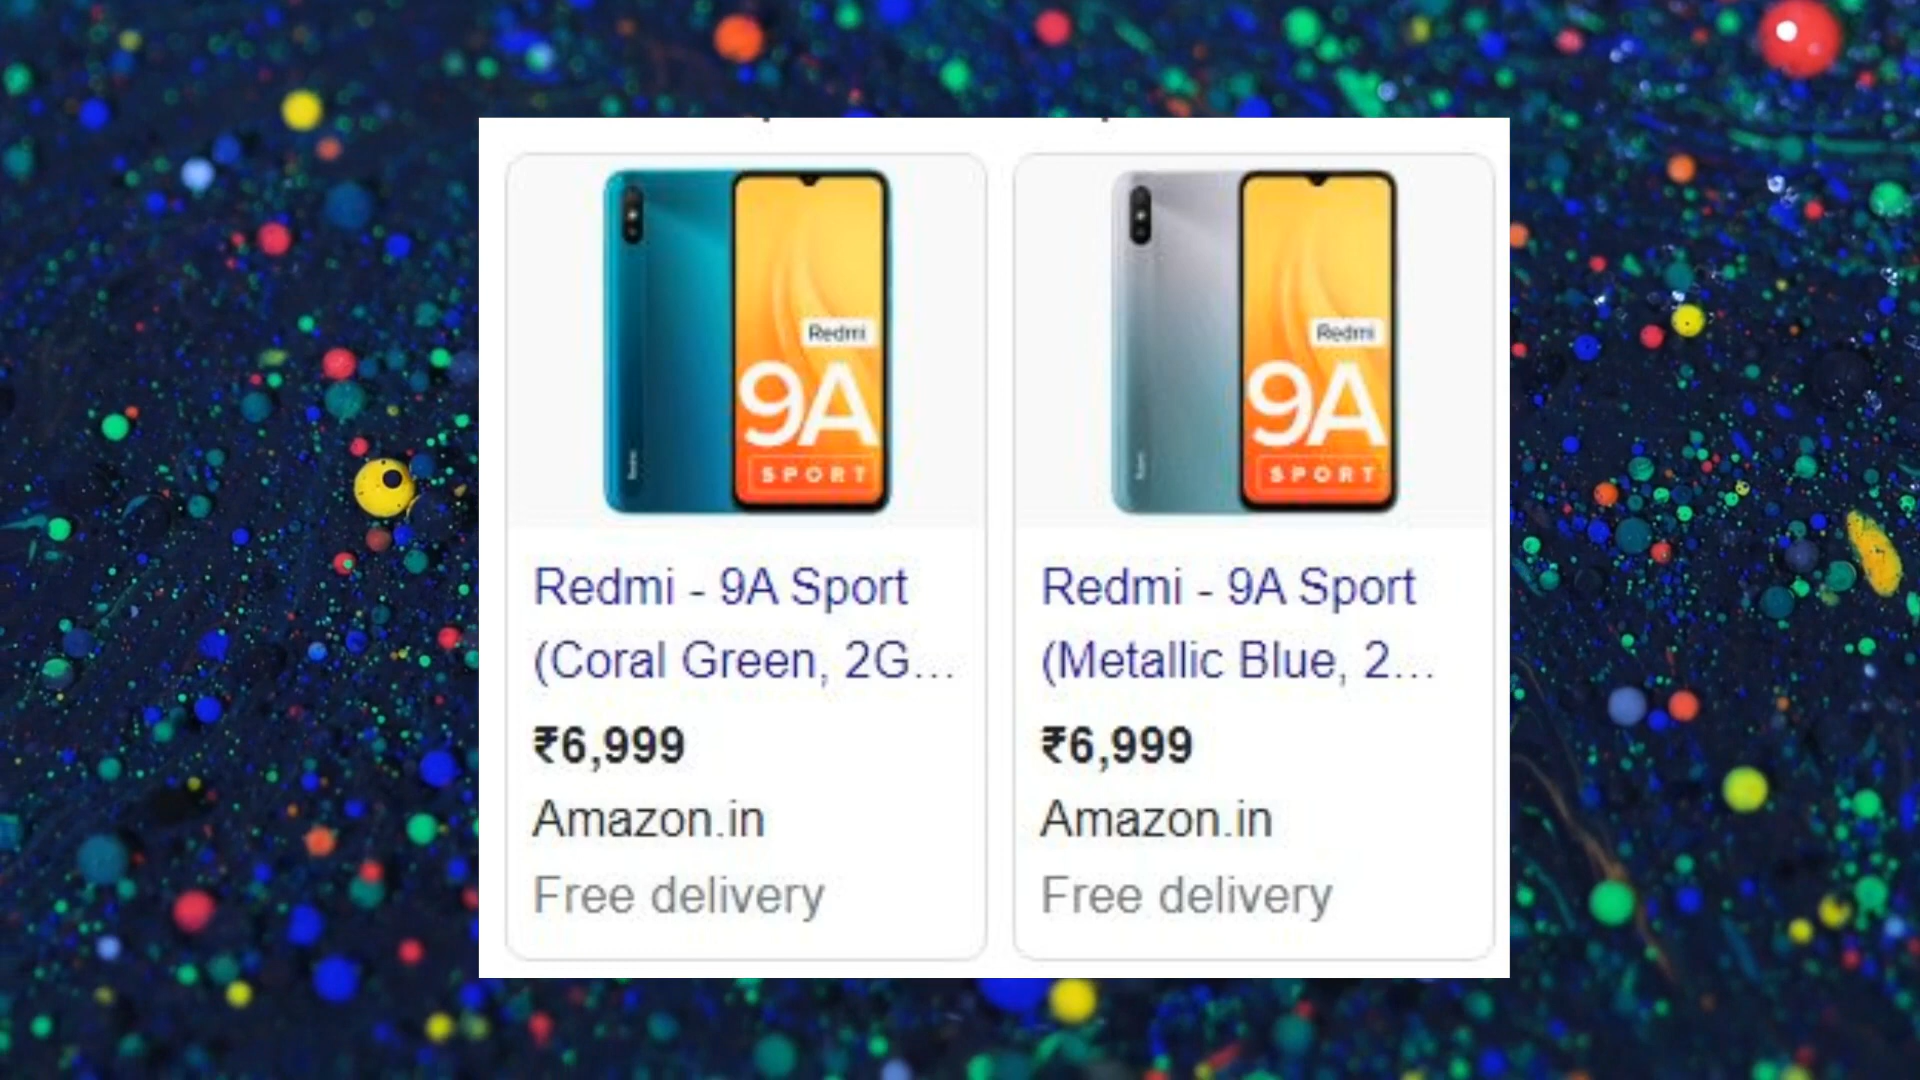 Redmi
9A
SPORT
Redmi - 9A Sport
(Coral Green, 2G...
₹6,999
Amazon.in
Free delivery
Redmi
9A
SPORT
Redmi - 9A Sport
(Metallic Blue, 2...
₹6,999
Amazon.in
Free delivery